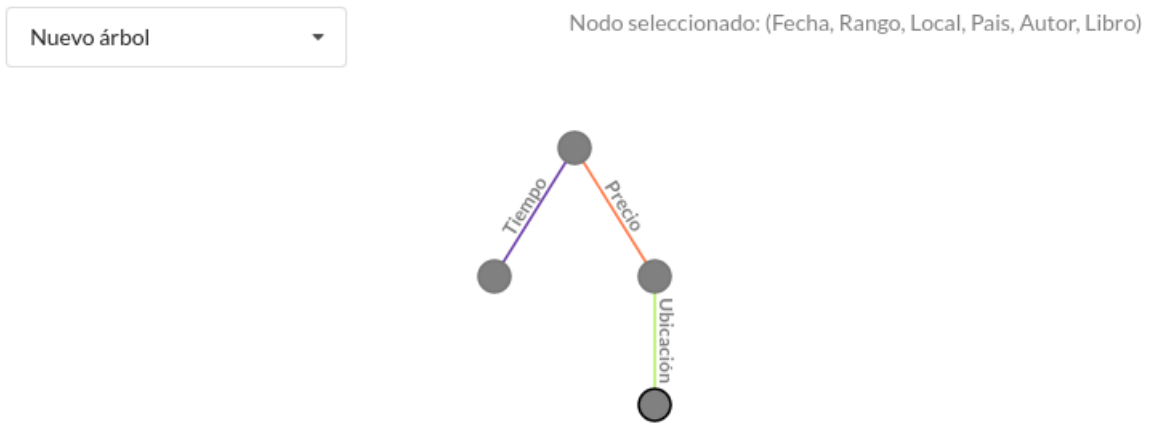 Nuevo árbol
Nodo seleccionado: (Fecha, Rango, Local, Pais, Autor, Libro)
Tiempo
Precio
Ubicación